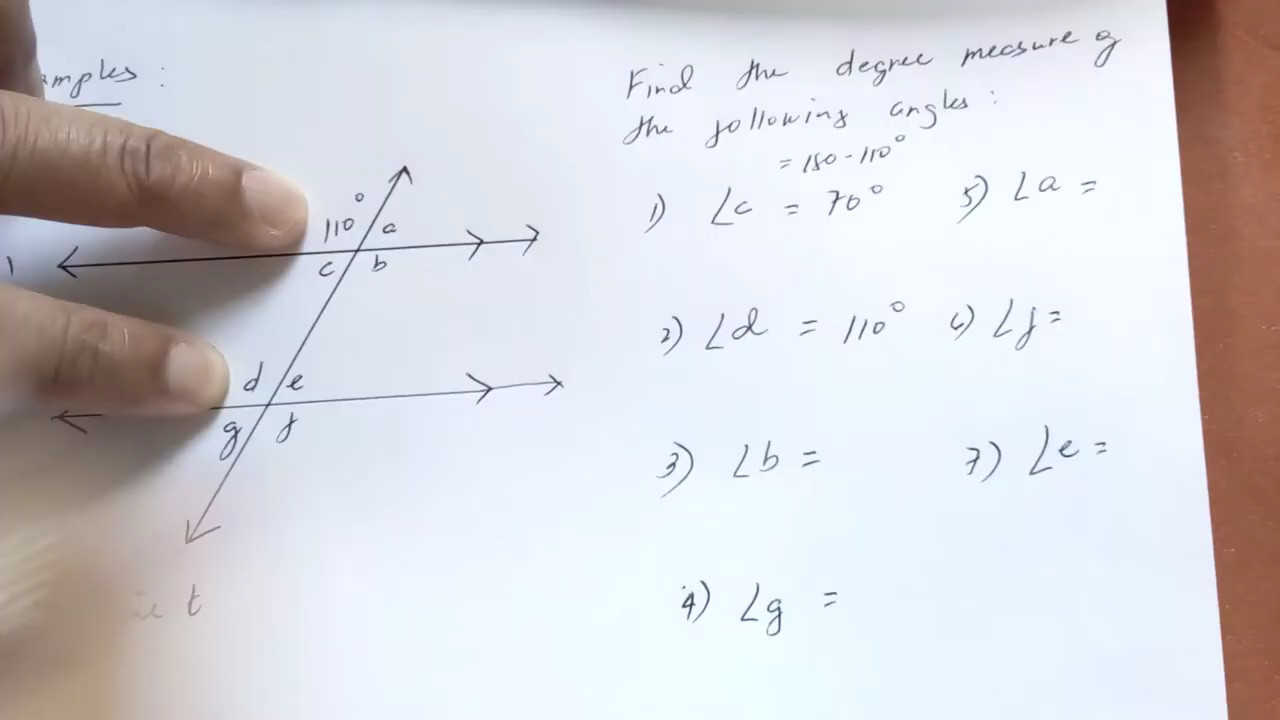 amples :
110°
a
c
b
d
e
g
f
t
Find the degree measure of
the following angles :
= 180 - 110°
1) ∠c = 70°
5) ∠a =
2) ∠d = 110°
6) ∠f =
3) ∠b =
7) ∠e =
4) ∠g =